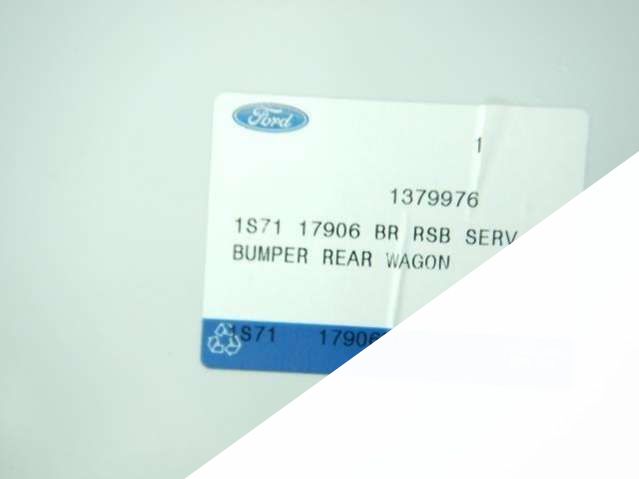 Ford
1
1379976
1S71 17906 BR RSB SERV
BUMPER REAR WAGON
1S71 17906